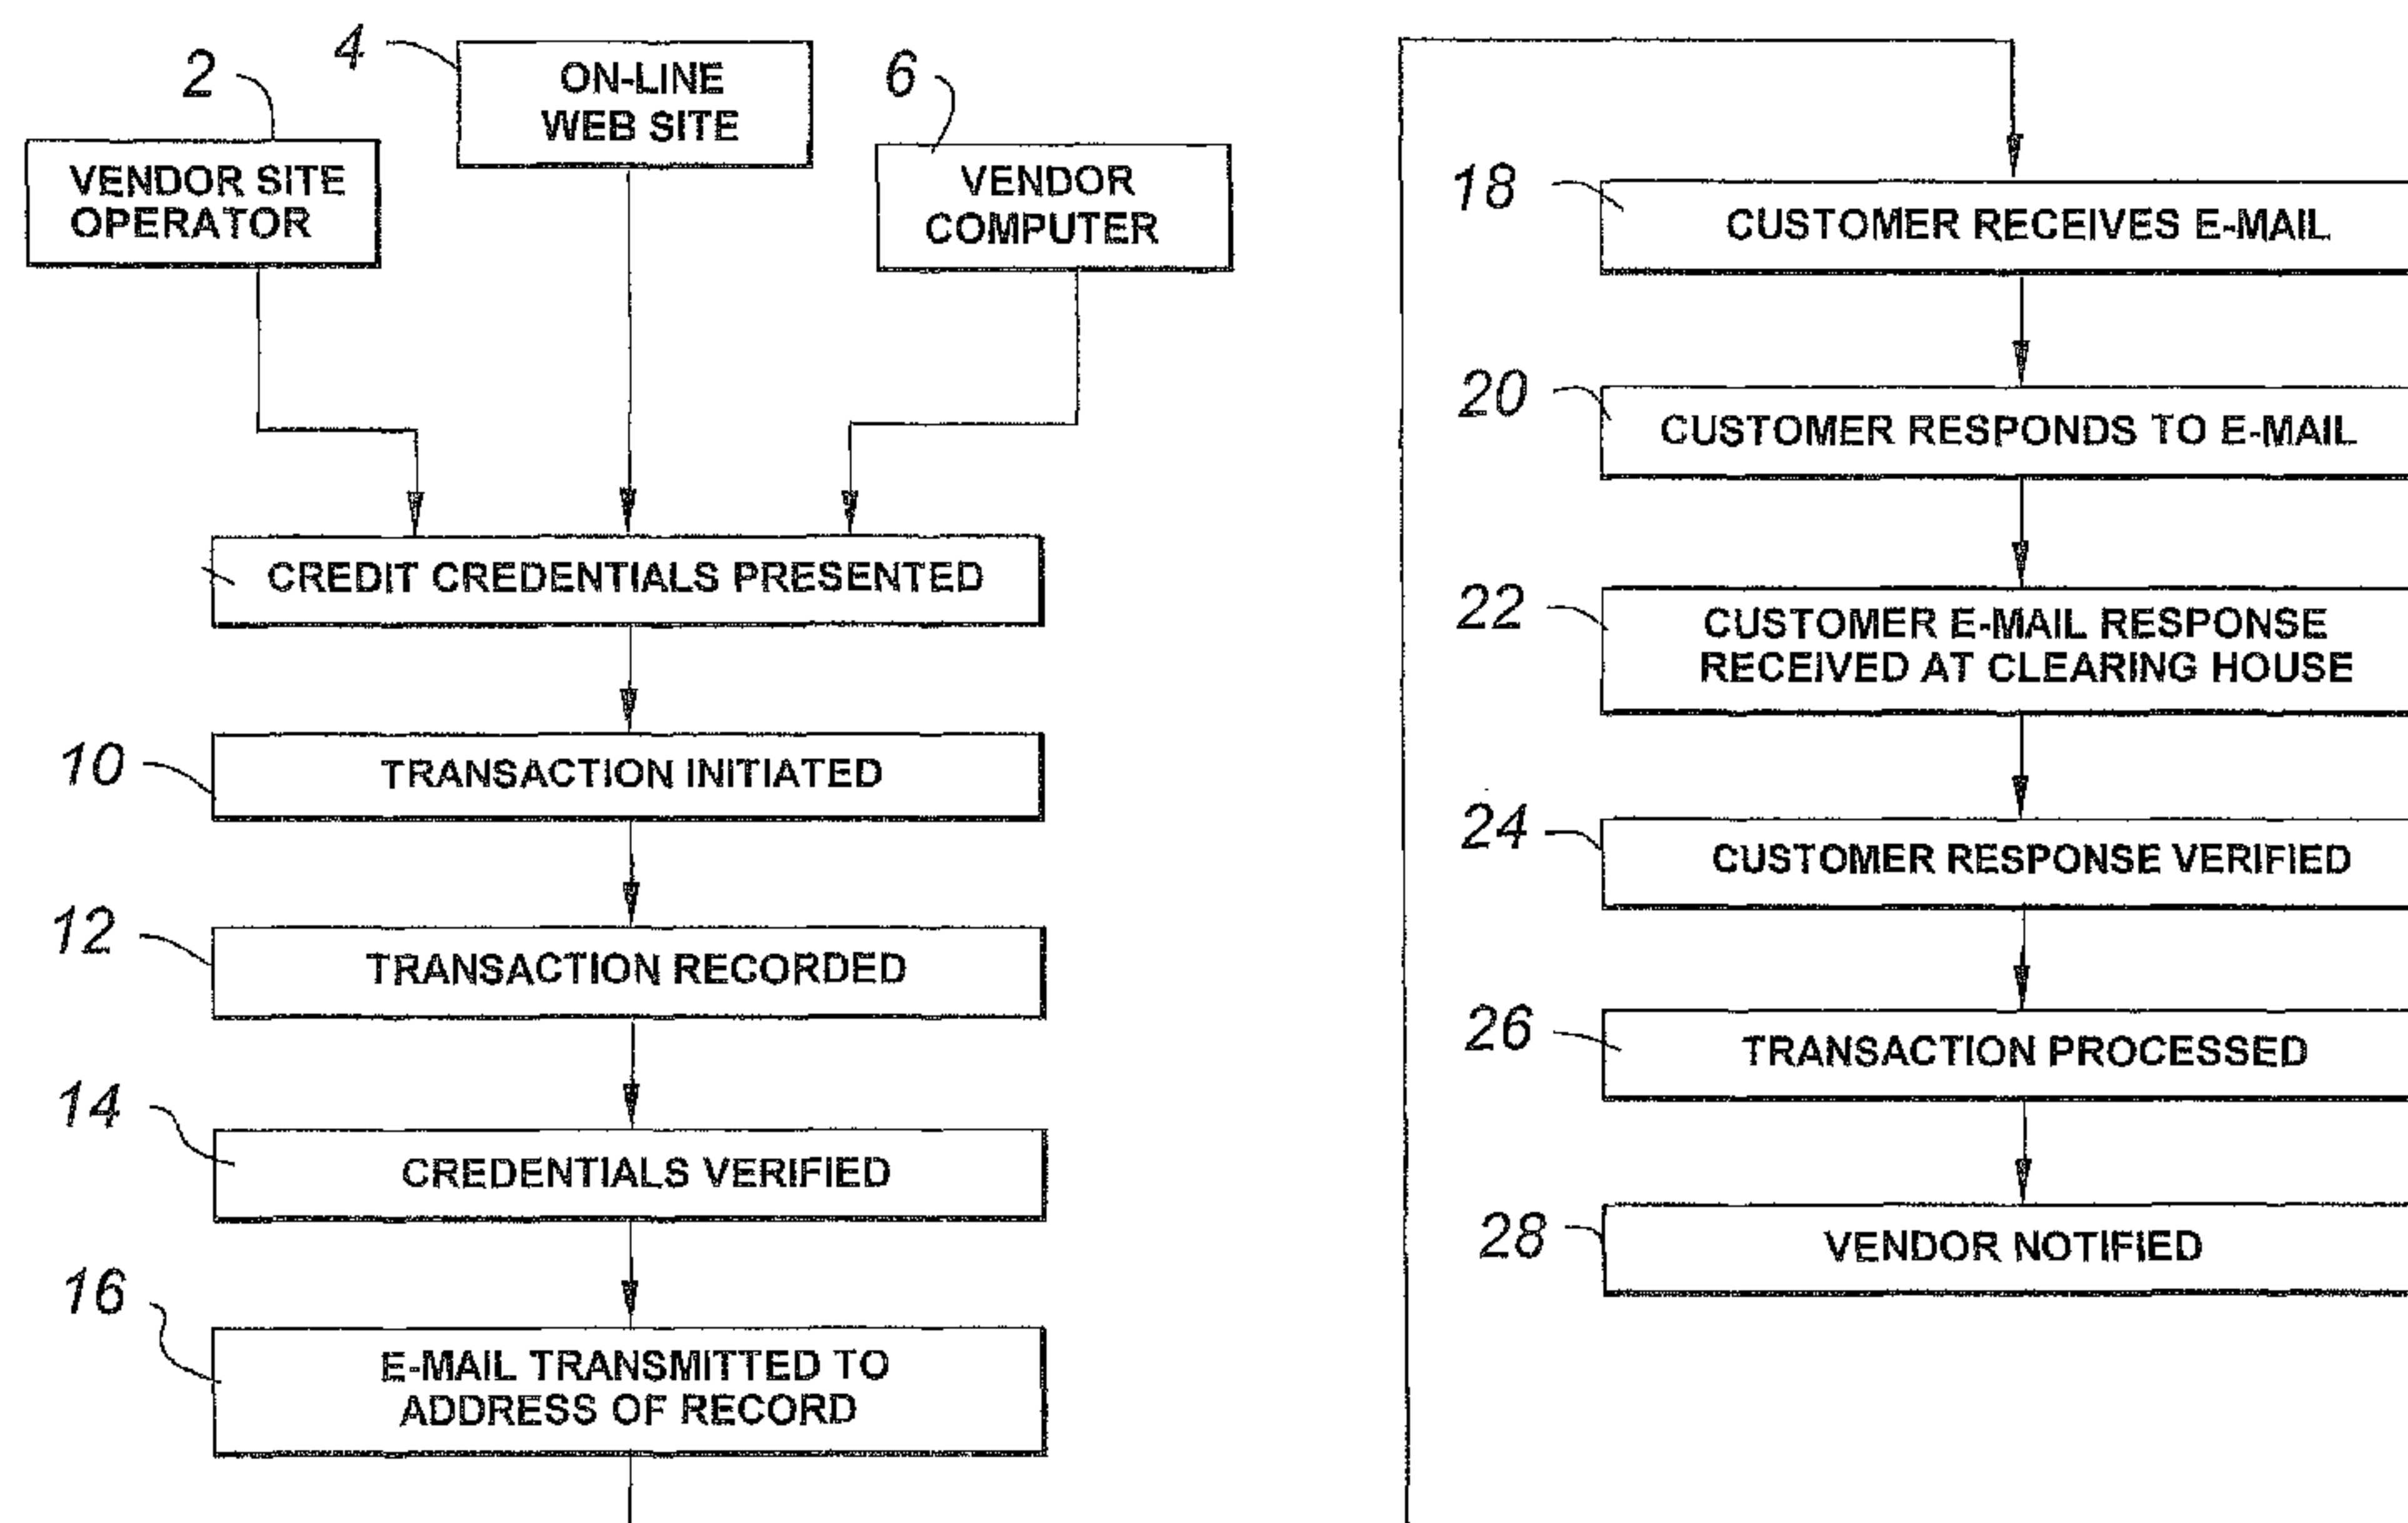 2
VENDOR SITE
OPERATOR
4
ON-LINE
WEB SITE
6
VENDOR
COMPUTER
CREDIT CREDENTIALS PRESENTED
10
TRANSACTION INITIATED
12
TRANSACTION RECORDED
14
CREDENTIALS VERIFIED
16
E-MAIL TRANSMITTED TO
ADDRESS OF RECORD
18
CUSTOMER RECEIVES E-MAIL
20
CUSTOMER RESPONDS TO E-MAIL
22
CUSTOMER E-MAIL RESPONSE
RECEIVED AT CLEARING HOUSE
24
CUSTOMER RESPONSE VERIFIED
26
TRANSACTION PROCESSED
28
VENDOR NOTIFIED